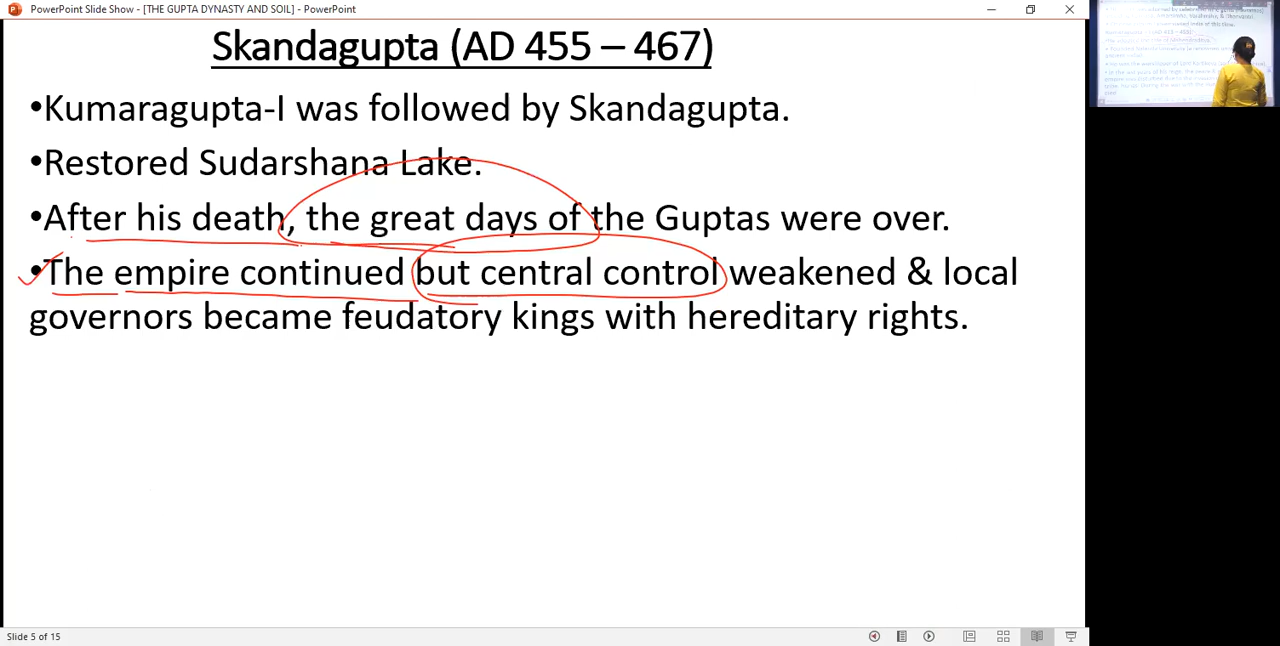 PowerPoint Slide Show - [THE GUPTA DYNASTY AND SOIL] - PowerPoint
Skandagupta (AD 455 – 467)
•Kumaragupta-I was followed by Skandagupta.
•Restored Sudarshana Lake.
•After his death, the great days of the Guptas were over.
•The empire continued but central control weakened & local
governors became feudatory kings with hereditary rights.
Slide 5 of 15